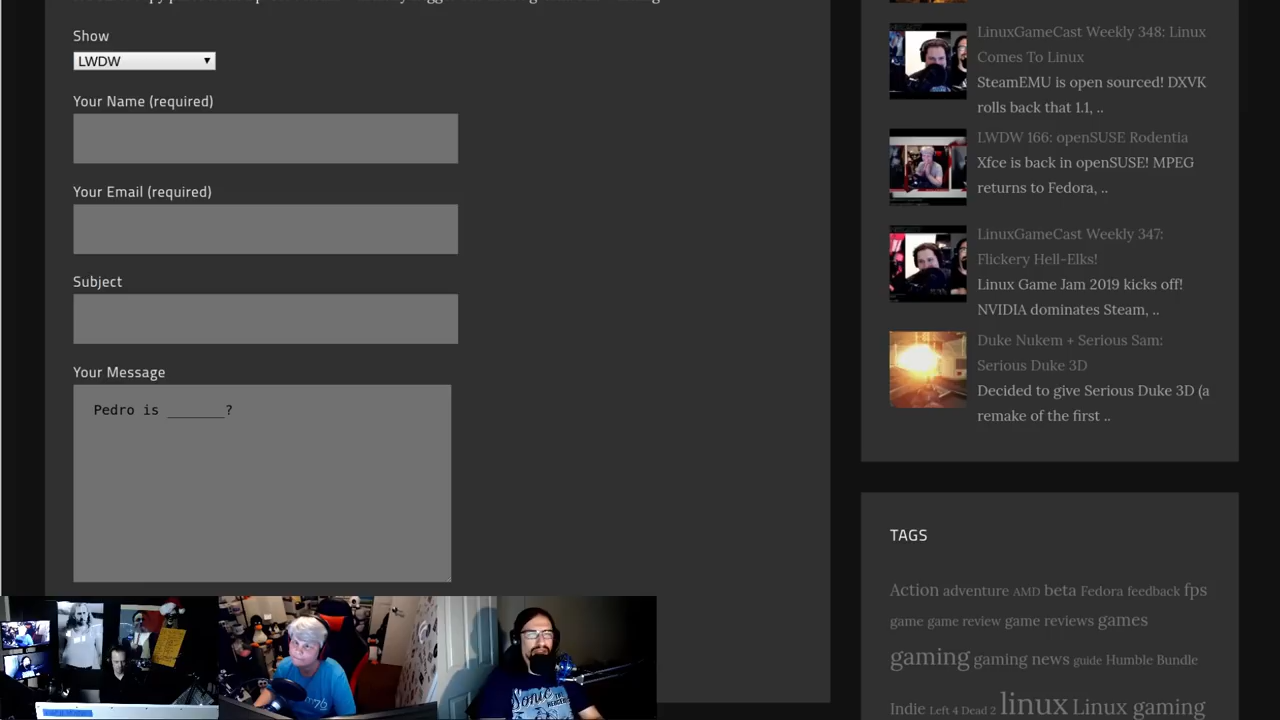 Show
LWDW
Your Name (required)
Your Email (required)
Subject
Your Message
Pedro is _______?
LinuxGameCast Weekly 348: Linux
Comes To Linux
SteamEMU is open sourced! DXVK
rolls back that 1.1, ..
LWDW 166: openSUSE Rodentia
Xfce is back in openSUSE! MPEG
returns to Fedora, ..
LinuxGameCast Weekly 347:
Flickery Hell-Elks!
Linux Game Jam 2019 kicks off!
NVIDIA dominates Steam, ..
Duke Nukem + Serious Sam:
Serious Duke 3D
Decided to give Serious Duke 3D (a
remake of the first ..
TAGS
Action adventure AMD beta Fedora feedback fps
game game review game reviews games
gaming gaming news guide Humble Bundle
Indie Left 4 Dead 2 linux Linux gaming
Sonic